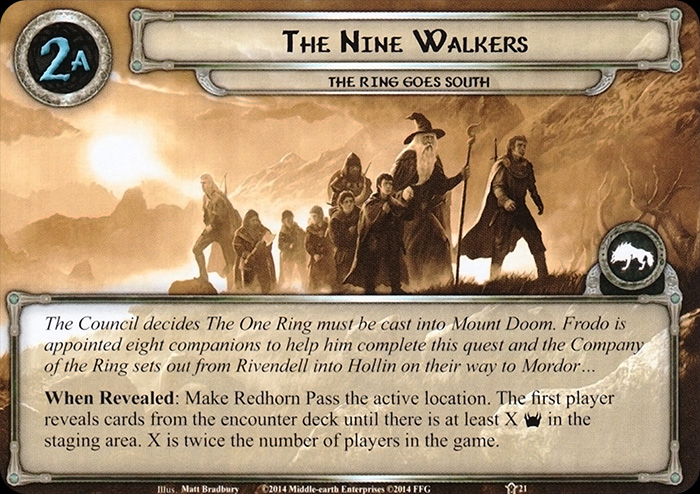 2A
THE NINE WALKERS
THE RING GOES SOUTH
The Council decides The One Ring must be cast into Mount Doom. Frodo is
appointed eight companions to help him complete this quest and the Company
of the Ring sets out from Rivendell into Hollin on their way to Mordor…
When Revealed: Make Redhorn Pass the active location. The first player
reveals cards from the encounter deck until there is at least X in the
staging area. X is twice the number of players in the game.
Illus. Matt Bradbury ©2014 Middle-earth Enterprises ©2014 FFG 21